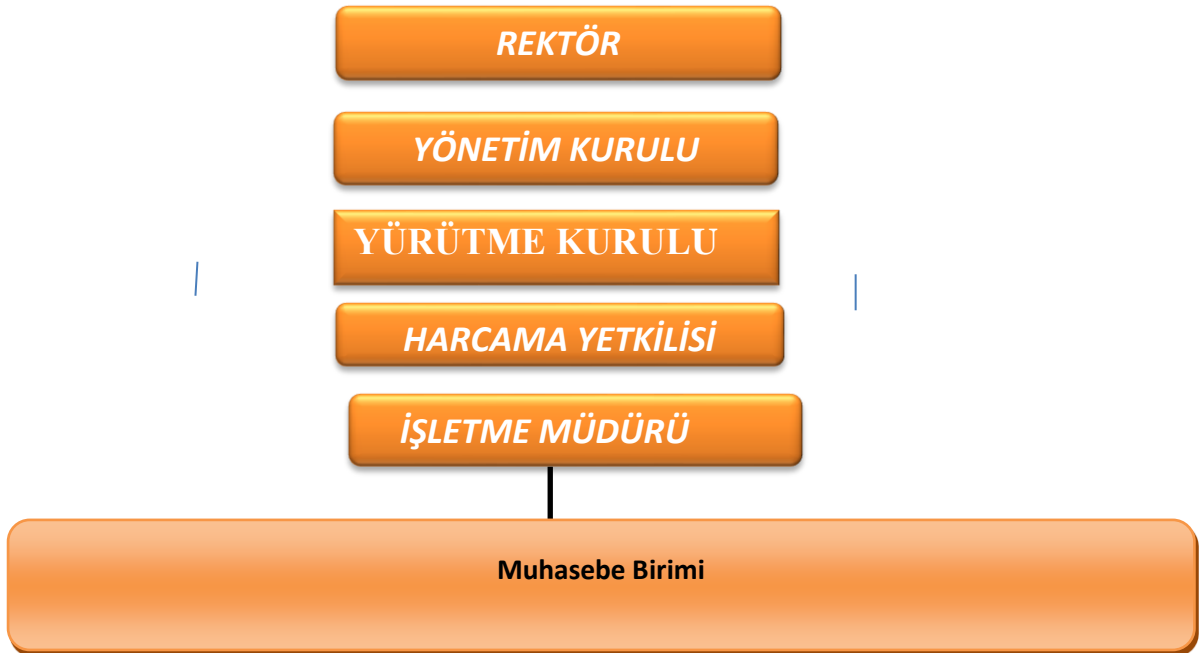 REKTÖR
YÖNETİM KURULU
YÜRÜTME KURULU
HARCAMA YETKİLİSİ
İŞLETME MÜDÜRÜ
Muhasebe Birimi